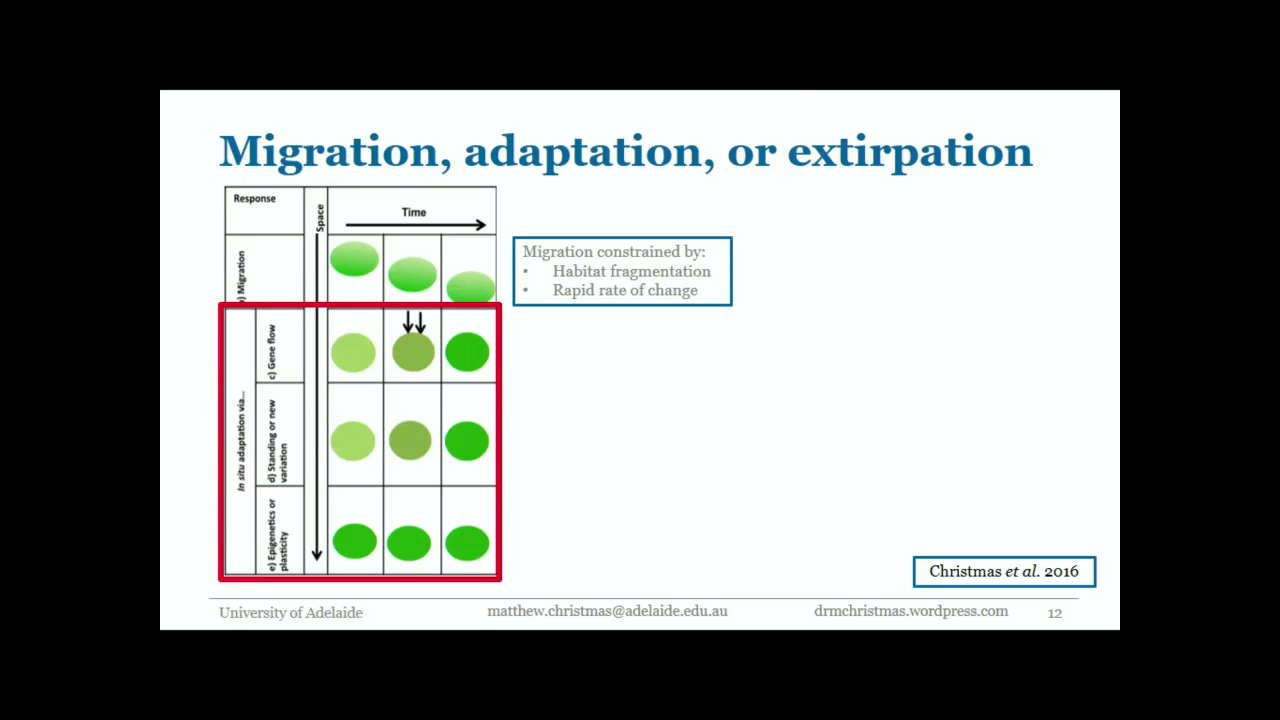 Migration, adaptation, or extirpation
Response
Space
Time
) Migration
Migration constrained by:
• Habitat fragmentation
• Rapid rate of change
In situ adaptation via...
c) Gene flow
d) Standing or new
variation
e) Epigenetics or
plasticity
Christmas et al. 2016
University of Adelaide
matthew.christmas@adelaide.edu.au
drmchristmas.wordpress.com
12